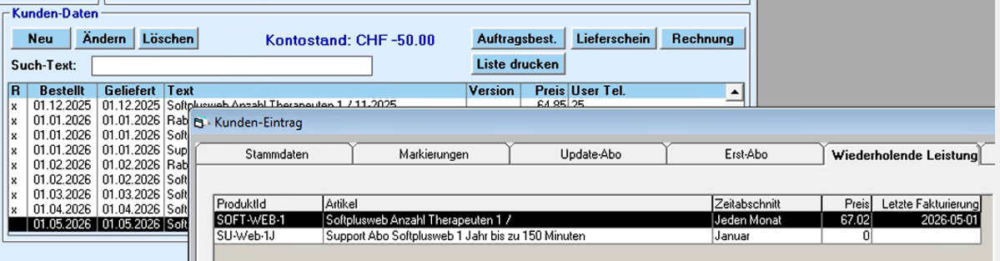 Kunden-Daten
Neu Ändern Löschen Kontostand: CHF -50.00 Auftragsbest. Lieferschein Rechnung
Such-Text: Liste drucken
R Bestellt Geliefert Text Version Preis User Tel.
x 01.12.2025 01.12.2025 Softplusweb Anzahl Therapeuten 1 / 11-2025 64.85 25
x 01.01.2026 01.01.2026 Rab
x 01.01.2026 01.01.2026 Soft
x 01.01.2026 01.01.2026 Sup
x 01.02.2026 01.02.2026 Rab
x 01.02.2026 01.02.2026 Soft
x 01.03.2026 01.03.2026 Soft
x 01.04.2026 01.04.2026 Soft
01.05.2026 01.05.2026 Soft
Kunden-Eintrag
Stammdaten Markierungen Update-Abo Erst-Abo Wiederholende Leistung
ProduktId Artikel Zeitabschnitt Preis Letzte Fakturierung
SOFT-WEB-1 Softplusweb Anzahl Therapeuten 1 / Jeden Monat 67.02 2026-05-01
SU-Web-1J Support Abo Softplusweb 1 Jahr bis zu 150 Minuten Januar 0